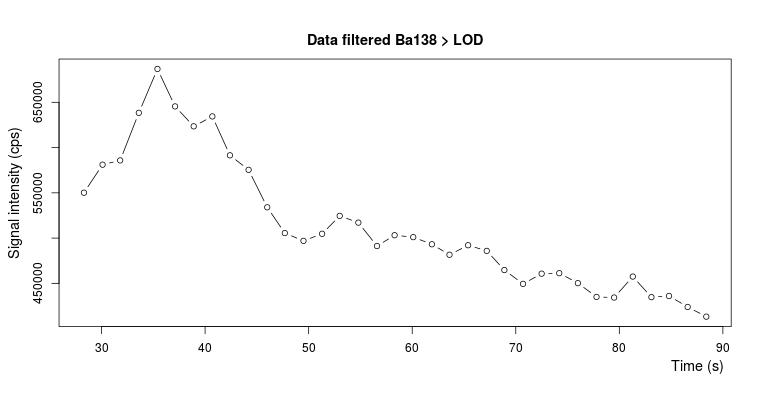 Data filtered Ba138 > LOD
Signal intensity (cps)
650000
550000
450000
30 40 50 60 70 80 90
Time (s)